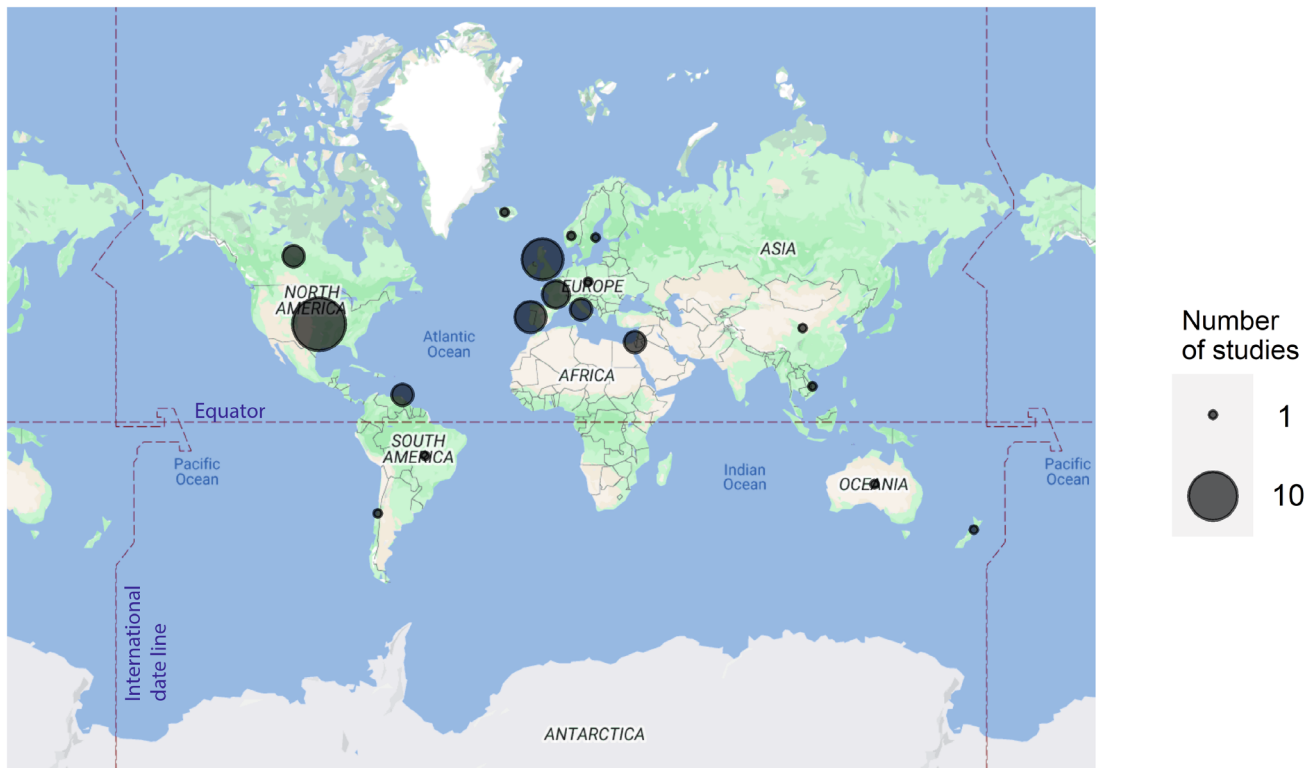 ASIA
EUROPE
NORTH
AMERICA
Atlantic
Ocean
AFRICA
Equator
SOUTH
AMERICA
Pacific
Ocean
Indian
Ocean
OCEANIA
Pacific
Ocean
International
date line
ANTARCTICA
Number
of studies
1
10